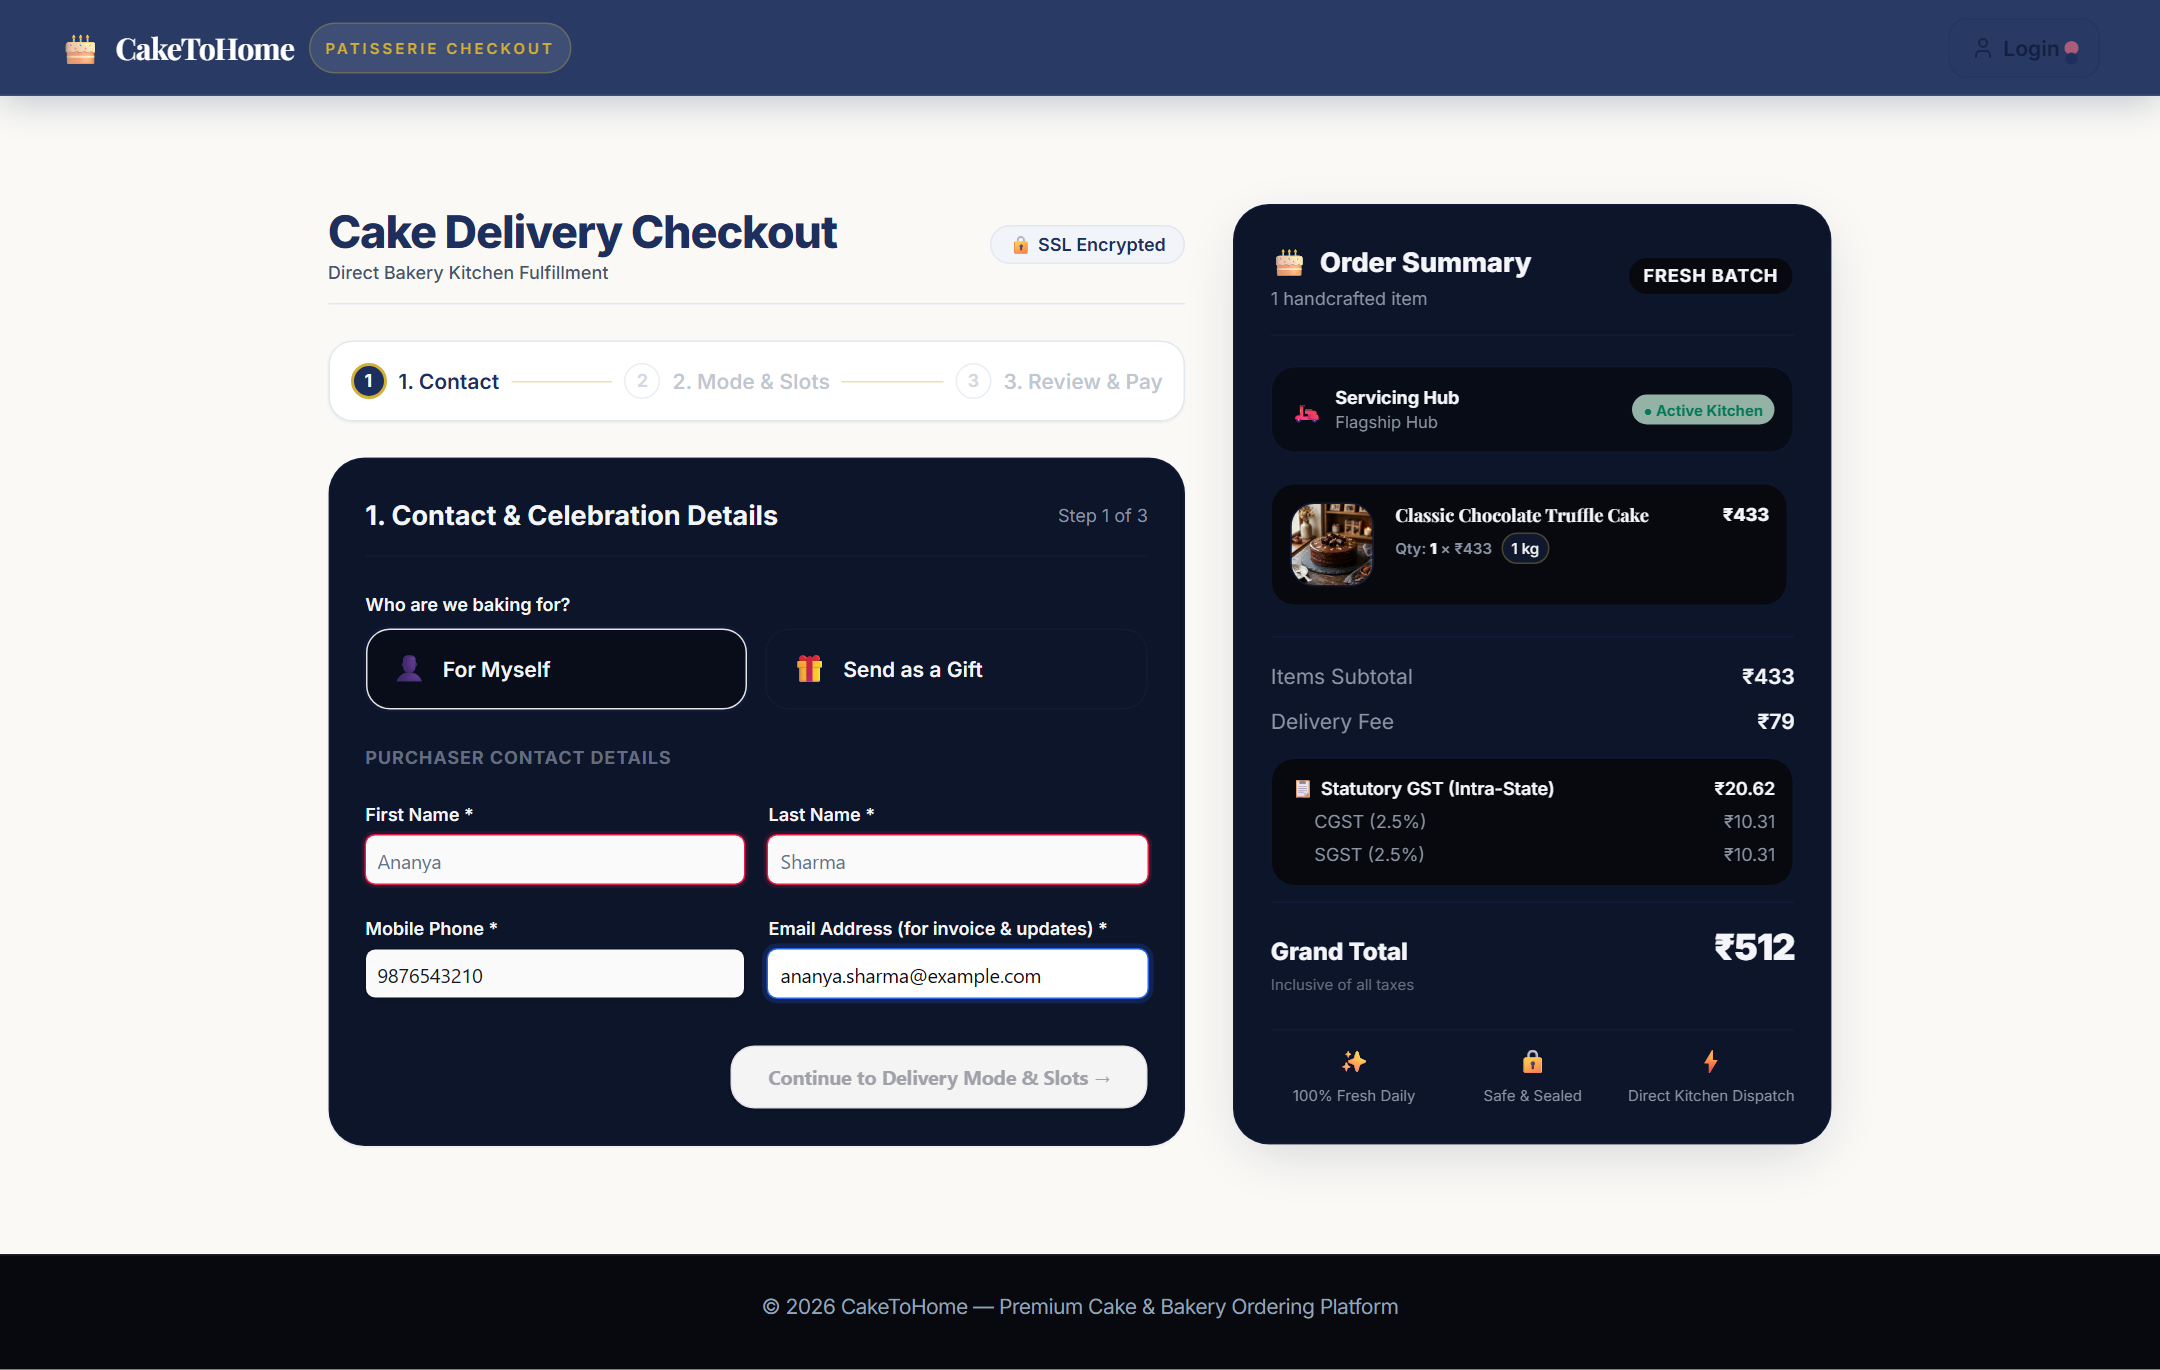 CakeToHome
PATISSERIE CHECKOUT
Login
Cake Delivery Checkout
Direct Bakery Kitchen Fulfillment
SSL Encrypted
1 1. Contact
2 2. Mode & Slots
3 3. Review & Pay
1. Contact & Celebration Details
Step 1 of 3
Who are we baking for?
For Myself
Send as a Gift
PURCHASER CONTACT DETAILS
First Name *
Last Name *
Ananya
Sharma
Mobile Phone *
Email Address (for invoice & updates) *
9876543210
ananya.sharma@example.com
Continue to Delivery Mode & Slots →
Order Summary
1 handcrafted item
FRESH BATCH
Servicing Hub
Flagship Hub
● Active Kitchen
Classic Chocolate Truffle Cake
₹433
Qty: 1 × ₹433
1 kg
Items Subtotal
₹433
Delivery Fee
₹79
Statutory GST (Intra-State)
₹20.62
CGST (2.5%)
₹10.31
SGST (2.5%)
₹10.31
Grand Total
₹512
Inclusive of all taxes
100% Fresh Daily
Safe & Sealed
Direct Kitchen Dispatch
© 2026 CakeToHome — Premium Cake & Bakery Ordering Platform